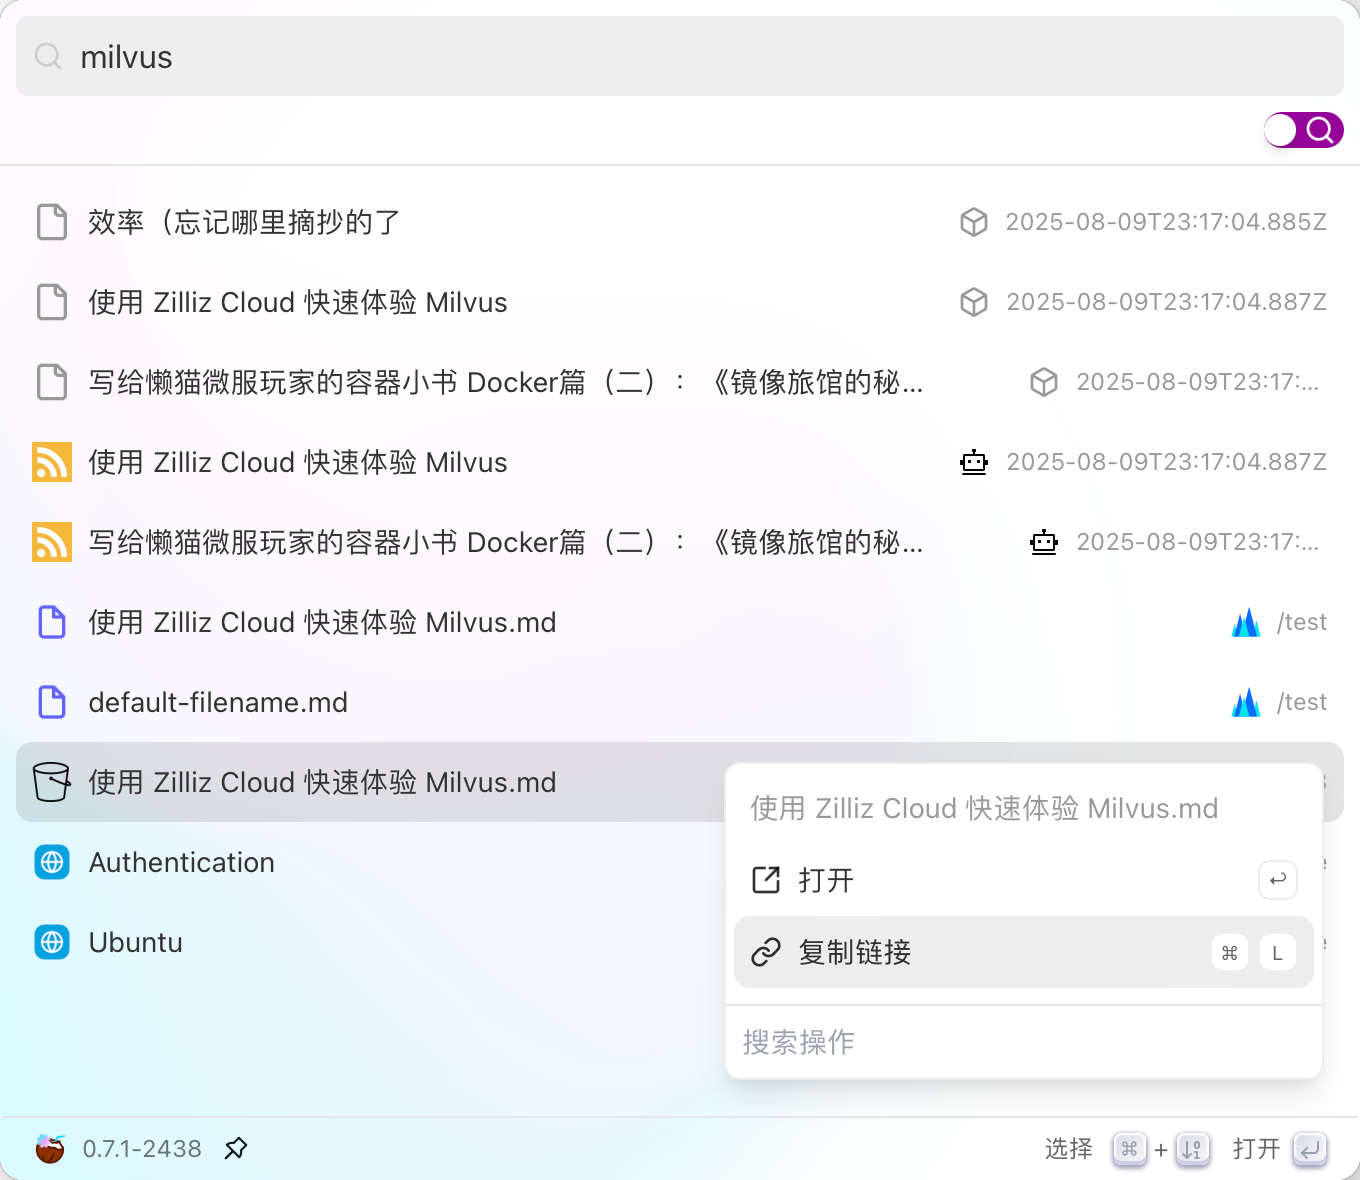 milvus
效率（忘记哪里摘抄的了
2025-08-09T23:17:04.885Z
使用 Zilliz Cloud 快速体验 Milvus
2025-08-09T23:17:04.887Z
写给懒猫微服玩家的容器小书 Docker篇（二）：《镜像旅馆的秘...
2025-08-09T23:17:...
使用 Zilliz Cloud 快速体验 Milvus
2025-08-09T23:17:04.887Z
写给懒猫微服玩家的容器小书 Docker篇（二）：《镜像旅馆的秘...
2025-08-09T23:17:...
使用 Zilliz Cloud 快速体验 Milvus.md
/test
default-filename.md
/test
使用 Zilliz Cloud 快速体验 Milvus.md
Authentication
Ubuntu
使用 Zilliz Cloud 快速体验 Milvus.md
打开
复制链接
⌘ L
搜索操作
0.7.1-2438
选择 ⌘ +
打开